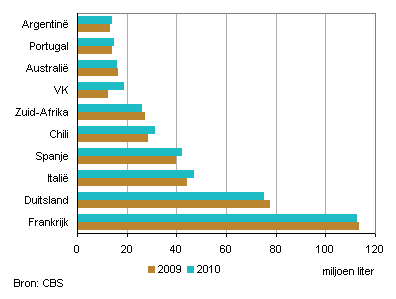 Argentinë
Portugal
Australië
VK
Zuid-Afrika
Chili
Spanje
Italië
Duitsland
Frankrijk
0 20 40 60 80 100 120
2009 2010
miljoen liter
Bron: CBS